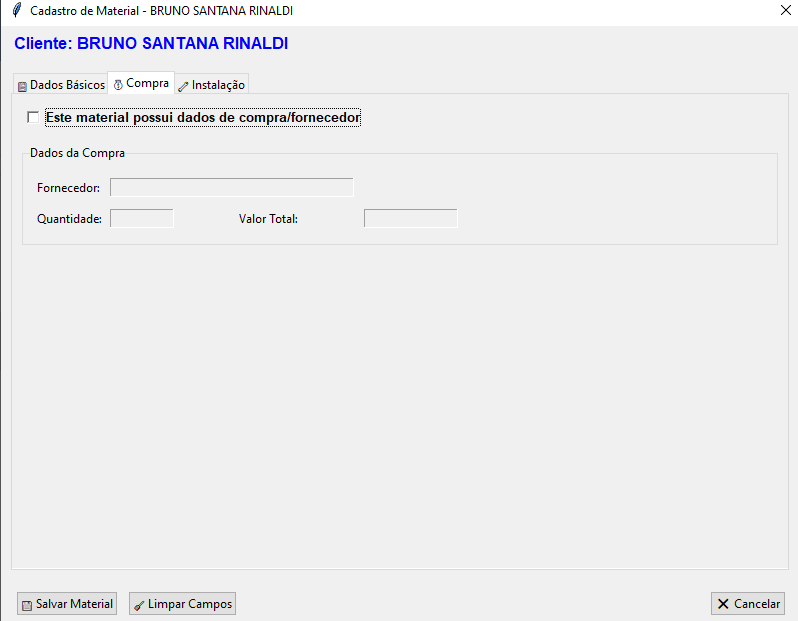 Cadastro de Material - BRUNO SANTANA RINALDI
Cliente: BRUNO SANTANA RINALDI
Dados Básicos Compra Instalação
Este material possui dados de compra/fornecedor
Dados da Compra
Fornecedor:
Quantidade: Valor Total:
Salvar Material Limpar Campos Cancelar